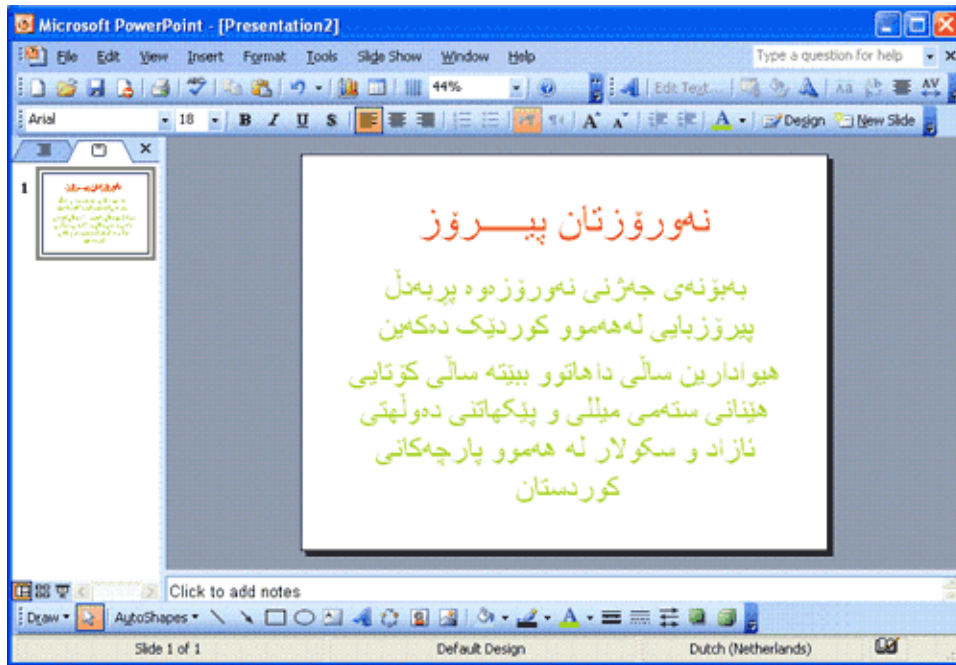 Microsoft PowerPoint - [Presentation2]
File Edit View Insert Format Tools Slide Show Window Help Type a question for help
44% Edit Text...
Arial 18 B I U S A A A Design New Slide
1
نەورۆزتان پیـــرۆز
بەبۆنەی جەژنی نەورۆزەوە پڕبەدڵ
پیرۆزبایی لەهەموو کوردێک دەکەین
هیوادارین ساڵی داهاتوو ببێتە ساڵی کۆتایی
هێنانی ستەمی میللی و پێکهاتنی دەوڵەتی
ئازاد و سکولار لە هەموو پارچەکانی
کوردستان
Click to add notes
Draw AutoShapes
Slide 1 of 1 Default Design Dutch (Netherlands)